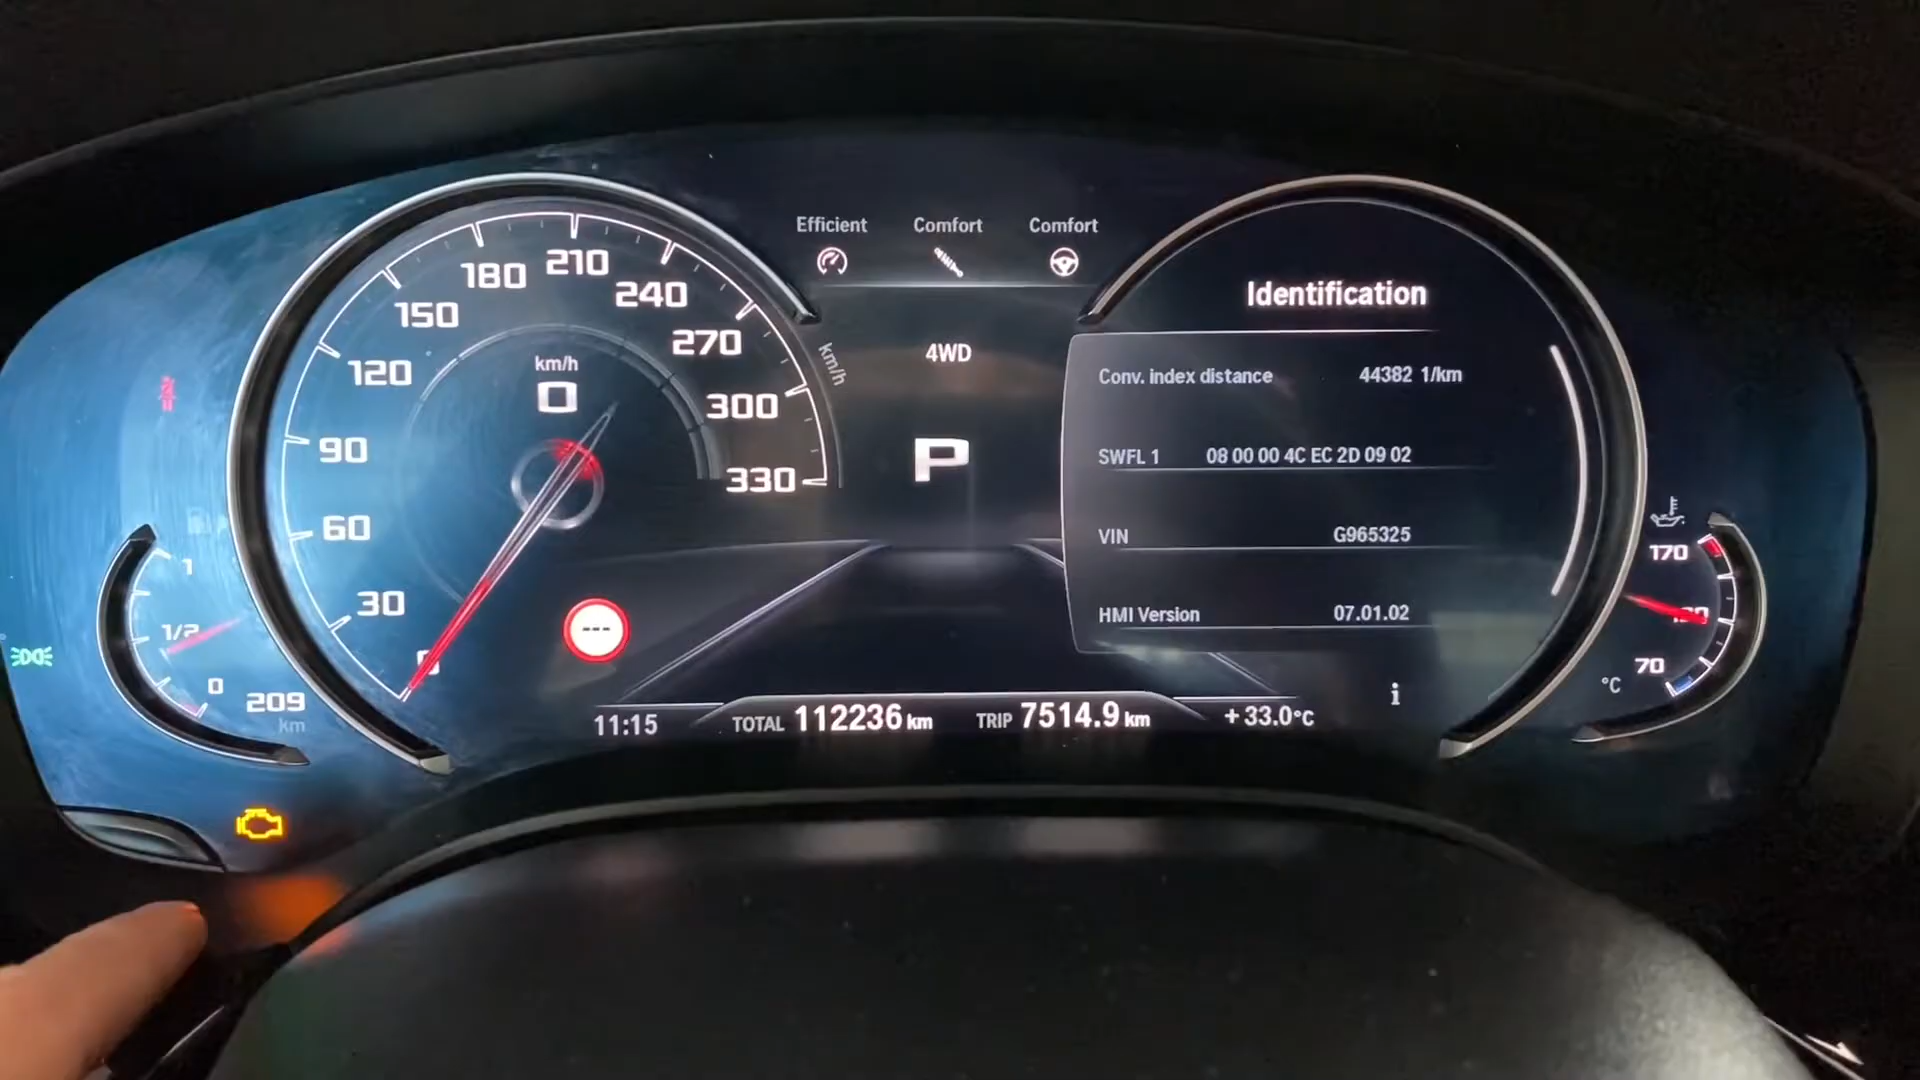 Efficient Comfort Comfort
4WD
km/h
0
km/h
0
30
60
90
120
150
180
210
240
270
300
330
P
---
1
1/2
0
209
km
Identification
Conv. index distance 44382 1/km
SWFL 1 08 00 00 4C EC 2D 09 02
VIN G965325
HMI Version 07.01.02
i
170
70
°C
11:15 TOTAL 112236 km TRIP 7514.9 km +33.0°C